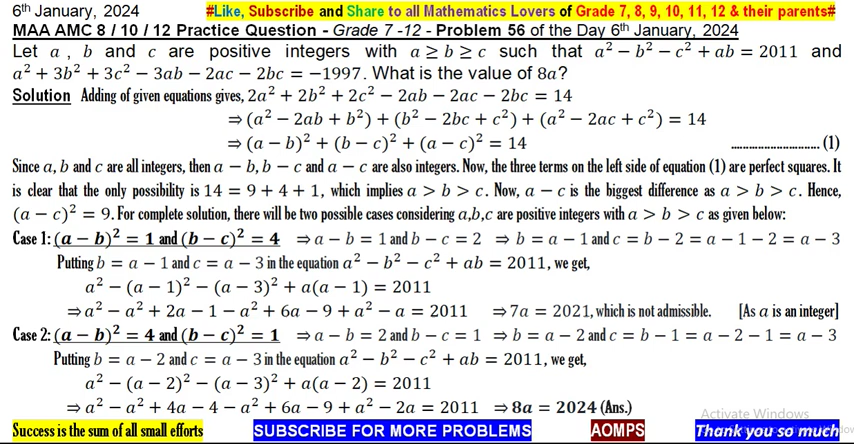 6th January, 2024 #Like, Subscribe and Share to all Mathematics Lovers of Grade 7, 8, 9, 10, 11, 12 & their parents#
MAA AMC 8 / 10 / 12 Practice Question - Grade 7 -12 - Problem 56 of the Day 6th January, 2024
Let a , b and c are positive integers with a ≥ b ≥ c such that a² − b² − c² + ab = 2011 and
a² + 3b² + 3c² − 3ab − 2ac − 2bc = −1997. What is the value of 8a?
Solution Adding of given equations gives, 2a² + 2b² + 2c² − 2ab − 2ac − 2bc = 14
⇒ (a² − 2ab + b²) + (b² − 2bc + c²) + (a² − 2ac + c²) = 14
⇒ (a − b)² + (b − c)² + (a − c)² = 14 .............................. (1)
Since a, b and c are all integers, then a − b, b − c and a − c are also integers. Now, the three terms on the left side of equation (1) are perfect squares. It
is clear that the only possibility is 14 = 9 + 4 + 1, which implies a > b > c. Now, a − c is the biggest difference as a > b > c. Hence,
(a − c)² = 9. For complete solution, there will be two possible cases considering a,b,c are positive integers with a > b > c as given below:
Case 1: (a − b)² = 1 and (b − c)² = 4 ⇒ a − b = 1 and b − c = 2 ⇒ b = a − 1 and c = b − 2 = a − 1 − 2 = a − 3
Putting b = a − 1 and c = a − 3 in the equation a² − b² − c² + ab = 2011, we get,
a² − (a − 1)² − (a − 3)² + a(a − 1) = 2011
⇒ a² − a² + 2a − 1 − a² + 6a − 9 + a² − a = 2011 ⇒ 7a = 2021, which is not admissible. [As a is an integer]
Case 2: (a − b)² = 4 and (b − c)² = 1 ⇒ a − b = 2 and b − c = 1 ⇒ b = a − 2 and c = b − 1 = a − 2 − 1 = a − 3
Putting b = a − 2 and c = a − 3 in the equation a² − b² − c² + ab = 2011, we get,
a² − (a − 2)² − (a − 3)² + a(a − 2) = 2011
⇒ a² − a² + 4a − 4 − a² + 6a − 9 + a² − 2a = 2011 ⇒ 8a = 2024 (Ans.)
Activate Windows
Success is the sum of all small efforts SUBSCRIBE FOR MORE PROBLEMS AOMPS Thank you so much